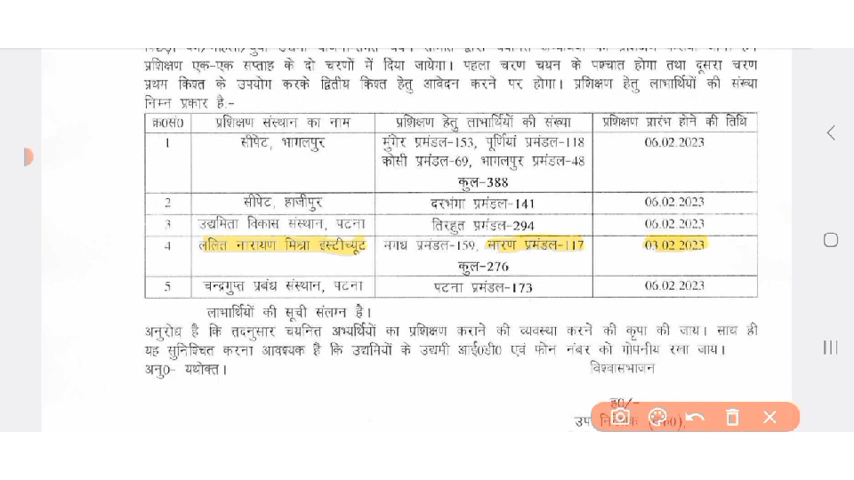 प्रशिक्षण एक-एक सप्ताह के दो चरणों में दिया जायेगा। पहला चरण चयन के पश्चात होगा तथा दूसरा चरण
प्रथम किश्त के उपयोग करके द्वितीय किश्त हेतु आवेदन करने पर होगा। प्रशिक्षण हेतु लाभार्थियों की संख्या
निम्न प्रकार है:-
क्र०सं० प्रशिक्षण संस्थान का नाम प्रशिक्षण हेतु लाभार्थियों की संख्या प्रशिक्षण प्रारंभ होने की तिथि
1 सीपेट, भागलपुर मुंगेर प्रमंडल-153, पूर्णियां प्रमंडल-118 06.02.2023
कोसी प्रमंडल-69, भागलपुर प्रमंडल-48
कुल-388
2 सीपेट, हाजीपुर दरभंगा प्रमंडल-141 06.02.2023
3 उद्यमिता विकास संस्थान, पटना तिरहुत प्रमंडल-294 06.02.2023
4 ललित नारायण मिश्रा इंस्टीच्यूट मगध प्रमंडल-159, सारण प्रमंडल-117 03.02.2023
कुल-276
5 चन्द्रगुप्त प्रबंध संस्थान, पटना पटना प्रमंडल-173 06.02.2023
लाभार्थियों की सूची संलग्न है।
अनुरोध है कि तदनुसार चयनित अभ्यर्थियों का प्रशिक्षण कराने की व्यवस्था करने की कृपा की जाय। साथ ही
यह सुनिश्चित करना आवश्यक है कि उद्यमियों के उद्यमी आई0डी0 एवं फोन नंबर को गोपनीय रखा जाय।
अनु0- यथोक्त।
विश्वासभाजन
ह0/-